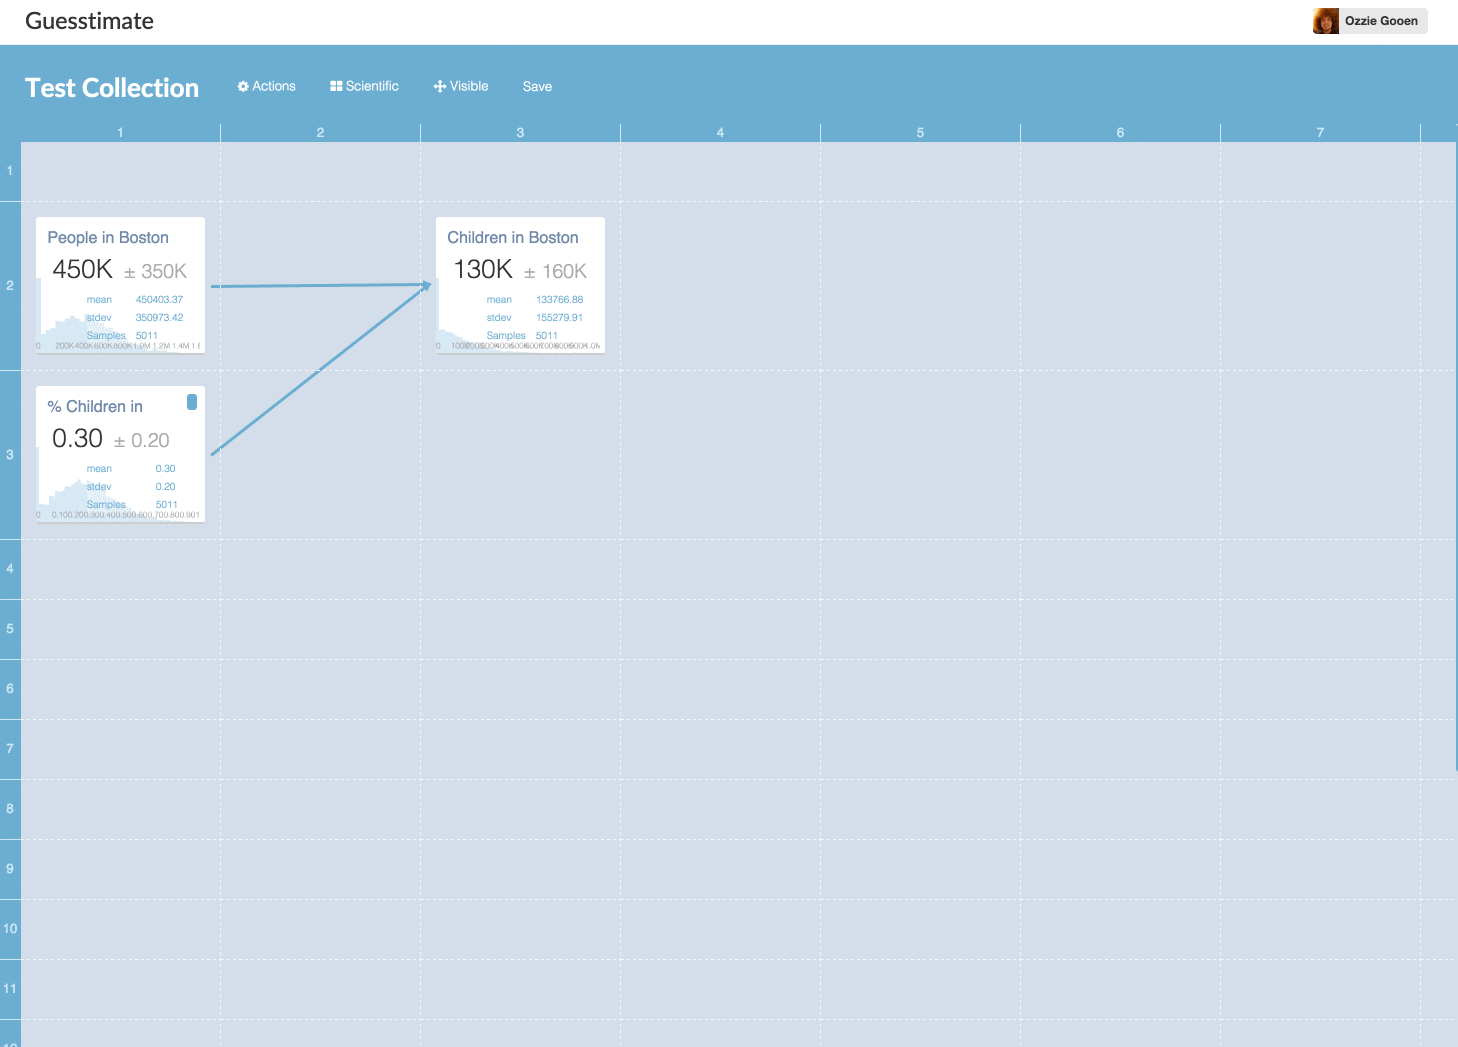 Guesstimate
Ozzie Gooen
Test Collection Actions Scientific Visible Save
1 2 3 4 5 6 7
1
2
3
4
5
6
7
8
9
10
11
People in Boston
450K ± 350K
mean 450403.37
stdev 350973.42
Samples 5011
0 200K 400K 600K 800K 1.0M 1.2M 1.4M
Children in Boston
130K ± 160K
mean 133766.88
stdev 155279.91
Samples 5011
% Children in
0.30 ± 0.20
mean 0.30
stdev 0.20
Samples 5011
0 0.10 0.20 0.30 0.40 0.50 0.60 0.70 0.80 0.90 1